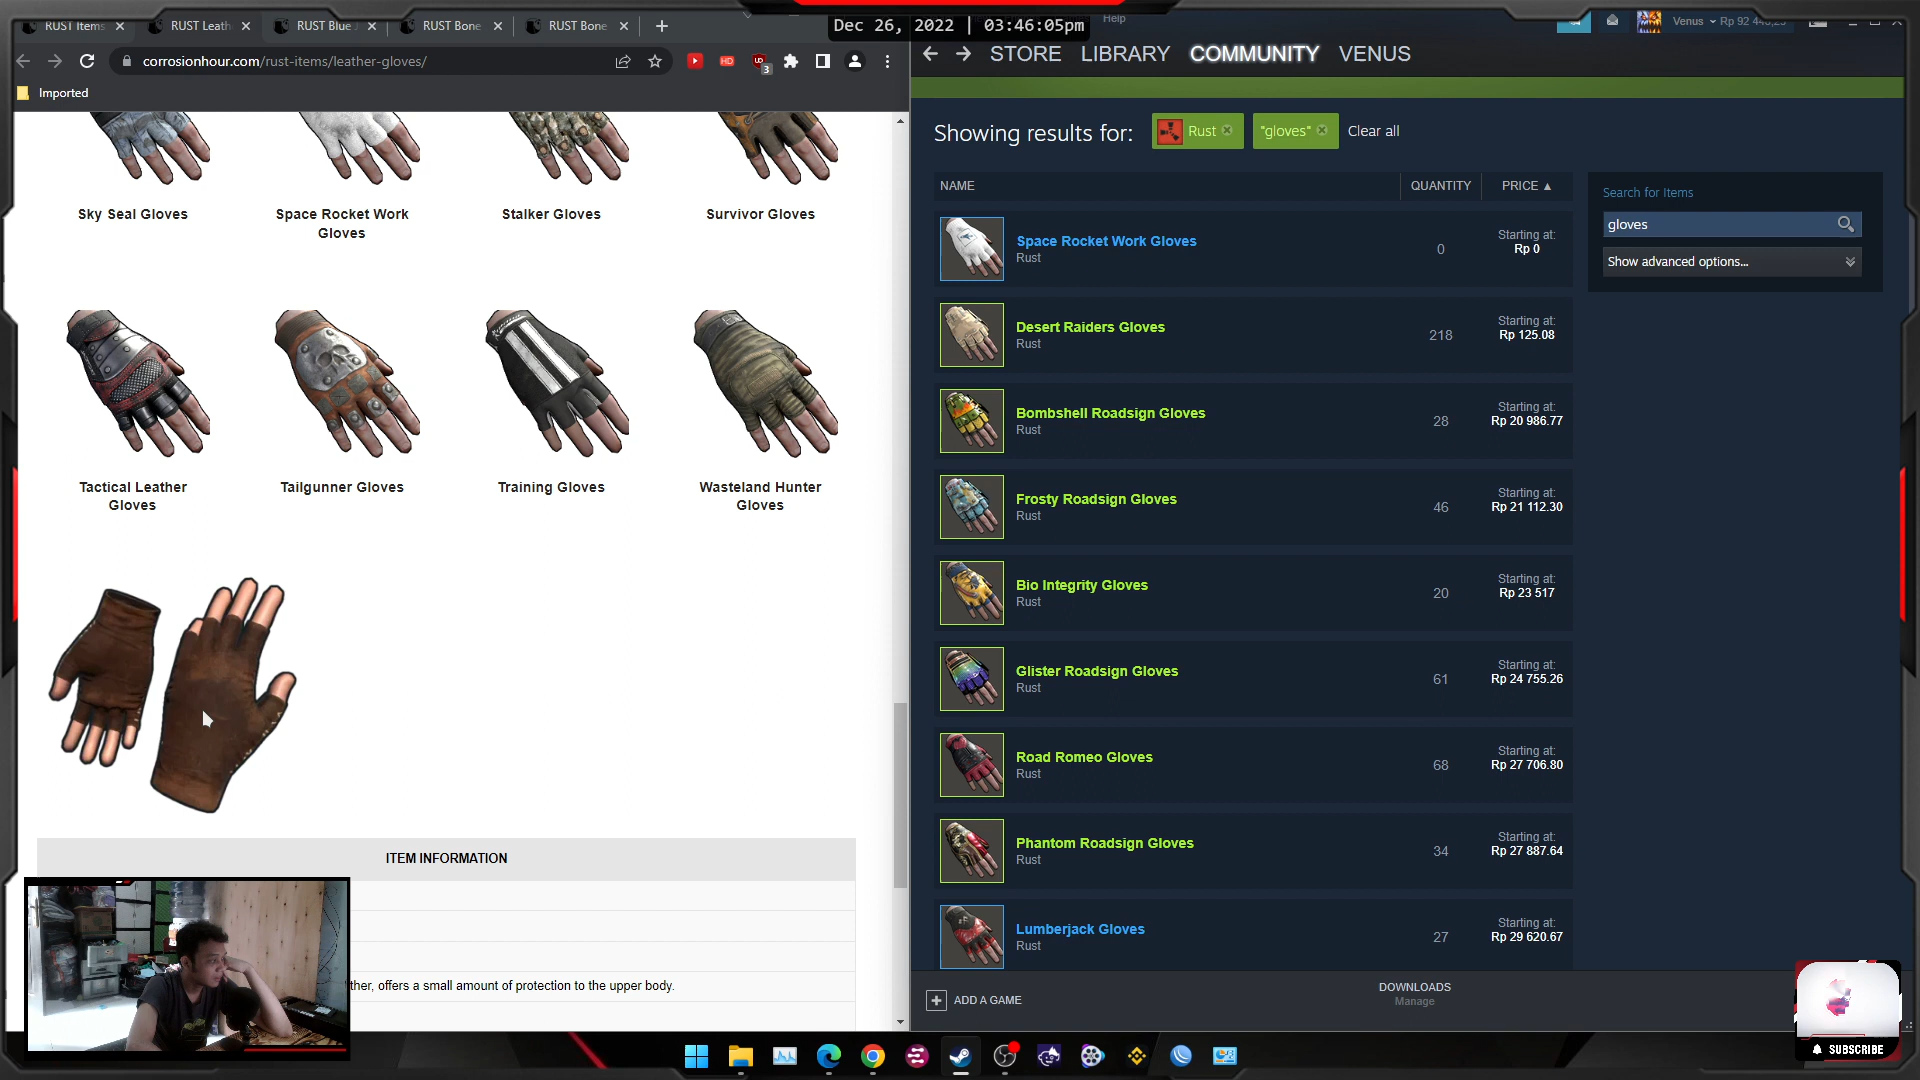 RUST Items
RUST Leath
RUST Blue
RUST Bone
RUST Bone
Dec 26, 2022 | 03:46:05pm
Help
Venus
corrosionhour.com/rust-items/leather-gloves/
HD
3
Imported
STORE LIBRARY COMMUNITY VENUS
Showing results for:
Rust
"gloves"
Clear all
NAME
QUANTITY
PRICE ▲
Search for Items
gloves
Show advanced options...
Sky Seal Gloves
Space Rocket Work
Gloves
Stalker Gloves
Survivor Gloves
Tactical Leather
Gloves
Tailgunner Gloves
Training Gloves
Wasteland Hunter
Gloves
ITEM INFORMATION
ther, offers a small amount of protection to the upper body.
Space Rocket Work Gloves
Rust
0
Starting at:
Rp 0
Desert Raiders Gloves
Rust
218
Starting at:
Rp 125.08
Bombshell Roadsign Gloves
Rust
28
Starting at:
Rp 20 986.77
Frosty Roadsign Gloves
Rust
46
Starting at:
Rp 21 112.30
Bio Integrity Gloves
Rust
20
Starting at:
Rp 23 517
Glister Roadsign Gloves
Rust
61
Starting at:
Rp 24 755.26
Road Romeo Gloves
Rust
68
Starting at:
Rp 27 706.80
Phantom Roadsign Gloves
Rust
34
Starting at:
Rp 27 887.64
Lumberjack Gloves
Rust
27
Starting at:
Rp 29 620.67
ADD A GAME
DOWNLOADS
Manage
SUBSCRIBE